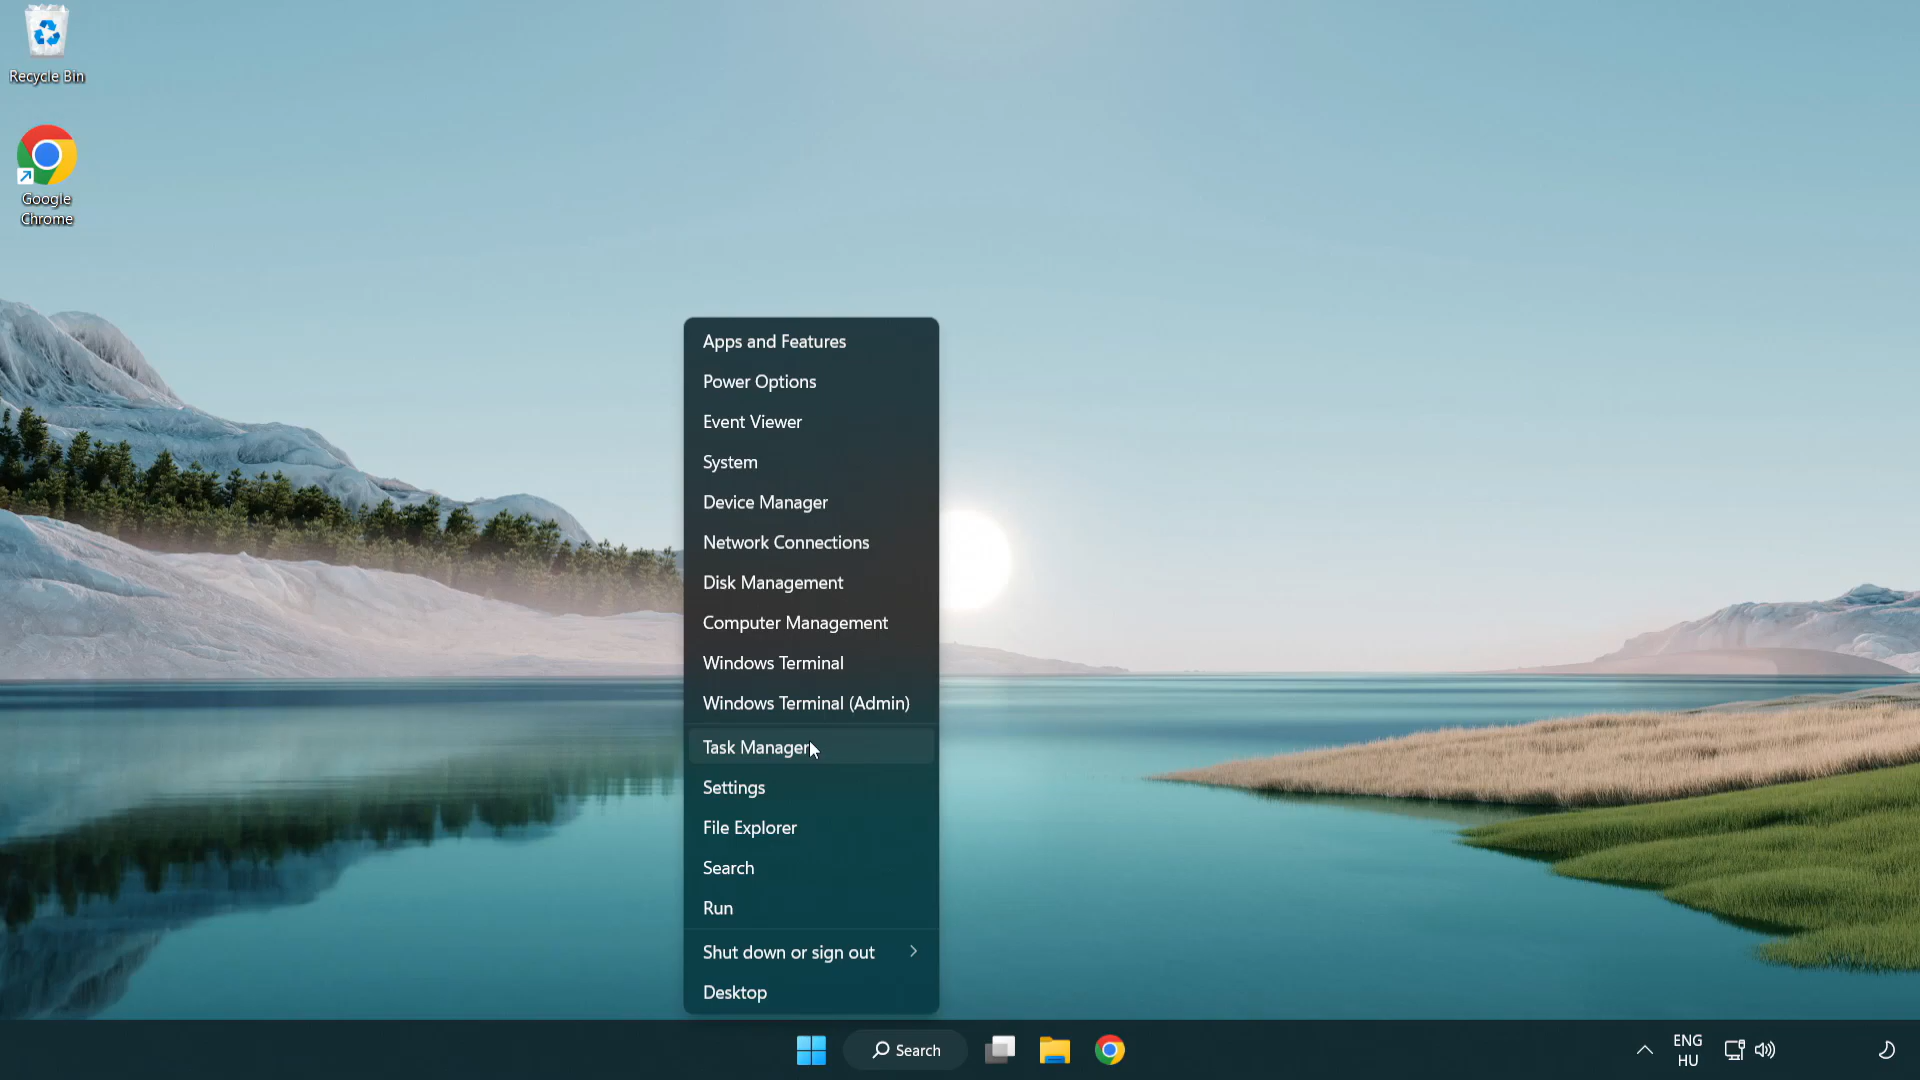 Recycle Bin
Google
Chrome
Apps and Features
Power Options
Event Viewer
System
Device Manager
Network Connections
Disk Management
Computer Management
Windows Terminal
Windows Terminal (Admin)
Task Manager
Settings
File Explorer
Search
Run
Shut down or sign out
Desktop
Search
ENG
HU